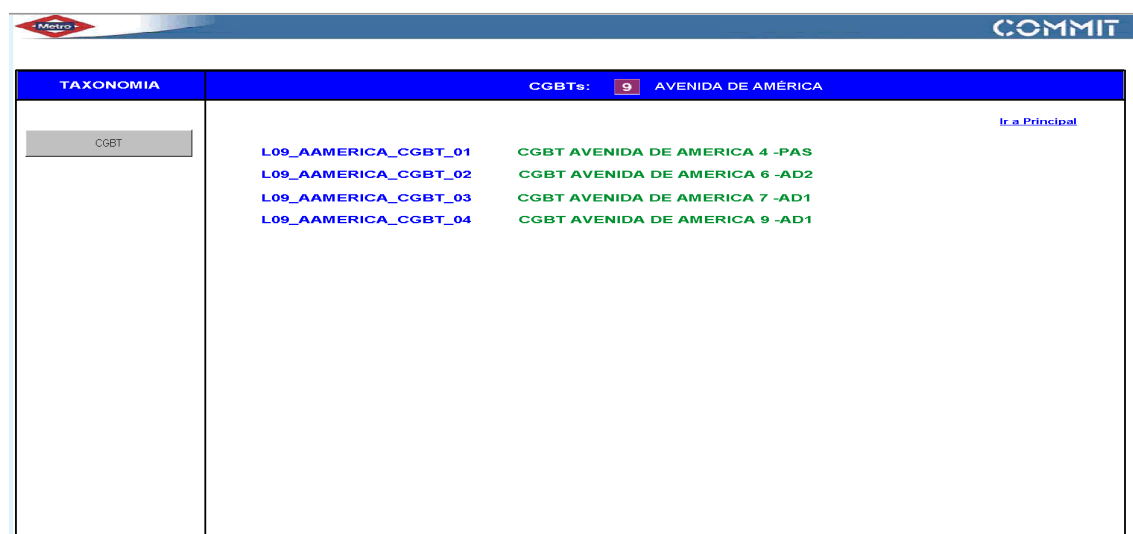 Metro
COMMIT
TAXONOMIA
CGBTs: 9 AVENIDA DE AMÉRICA
Ir a Principal
CGBT
L09_AAMERICA_CGBT_01 CGBT AVENIDA DE AMERICA 4 -PAS
L09_AAMERICA_CGBT_02 CGBT AVENIDA DE AMERICA 6 -AD2
L09_AAMERICA_CGBT_03 CGBT AVENIDA DE AMERICA 7 -AD1
L09_AAMERICA_CGBT_04 CGBT AVENIDA DE AMERICA 9 -AD1